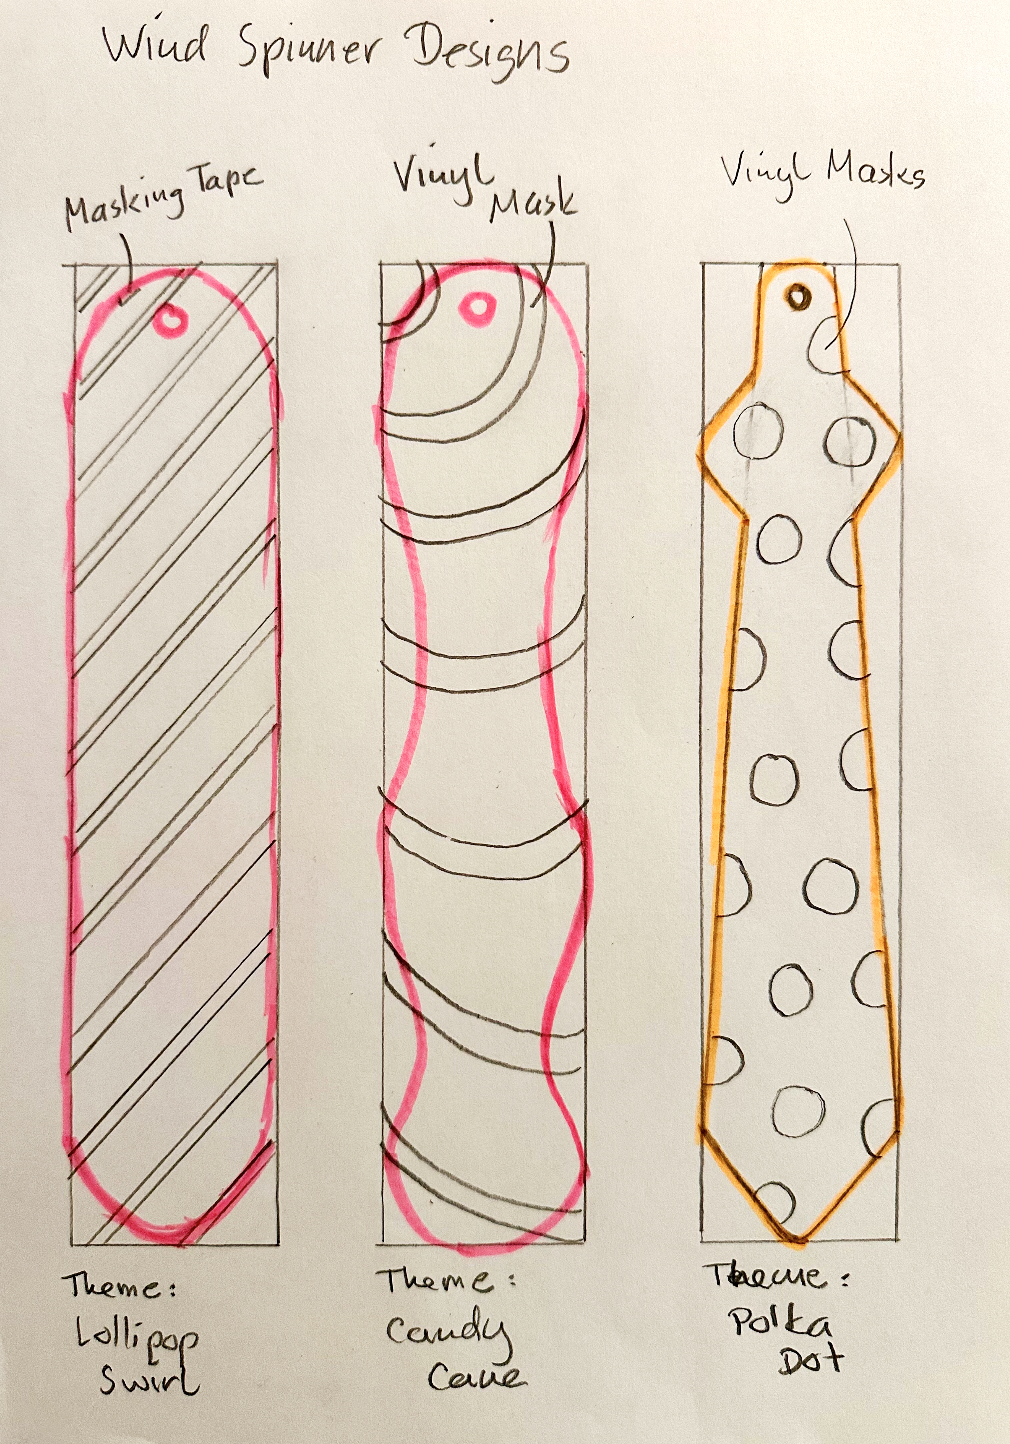 Wind Spinner Designs
Masking Tape
Vinyl
Mask
Vinyl Masks
Theme:
Lollipop
Swirl
Theme:
Candy
Cane
Theme:
Polka
Dot